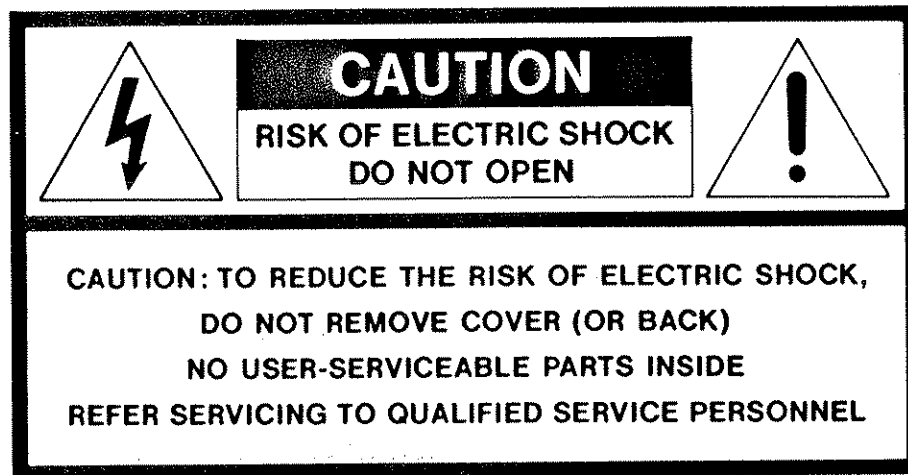 CAUTION
RISK OF ELECTRIC SHOCK
DO NOT OPEN
CAUTION: TO REDUCE THE RISK OF ELECTRIC SHOCK,
DO NOT REMOVE COVER (OR BACK)
NO USER-SERVICEABLE PARTS INSIDE
REFER SERVICING TO QUALIFIED SERVICE PERSONNEL